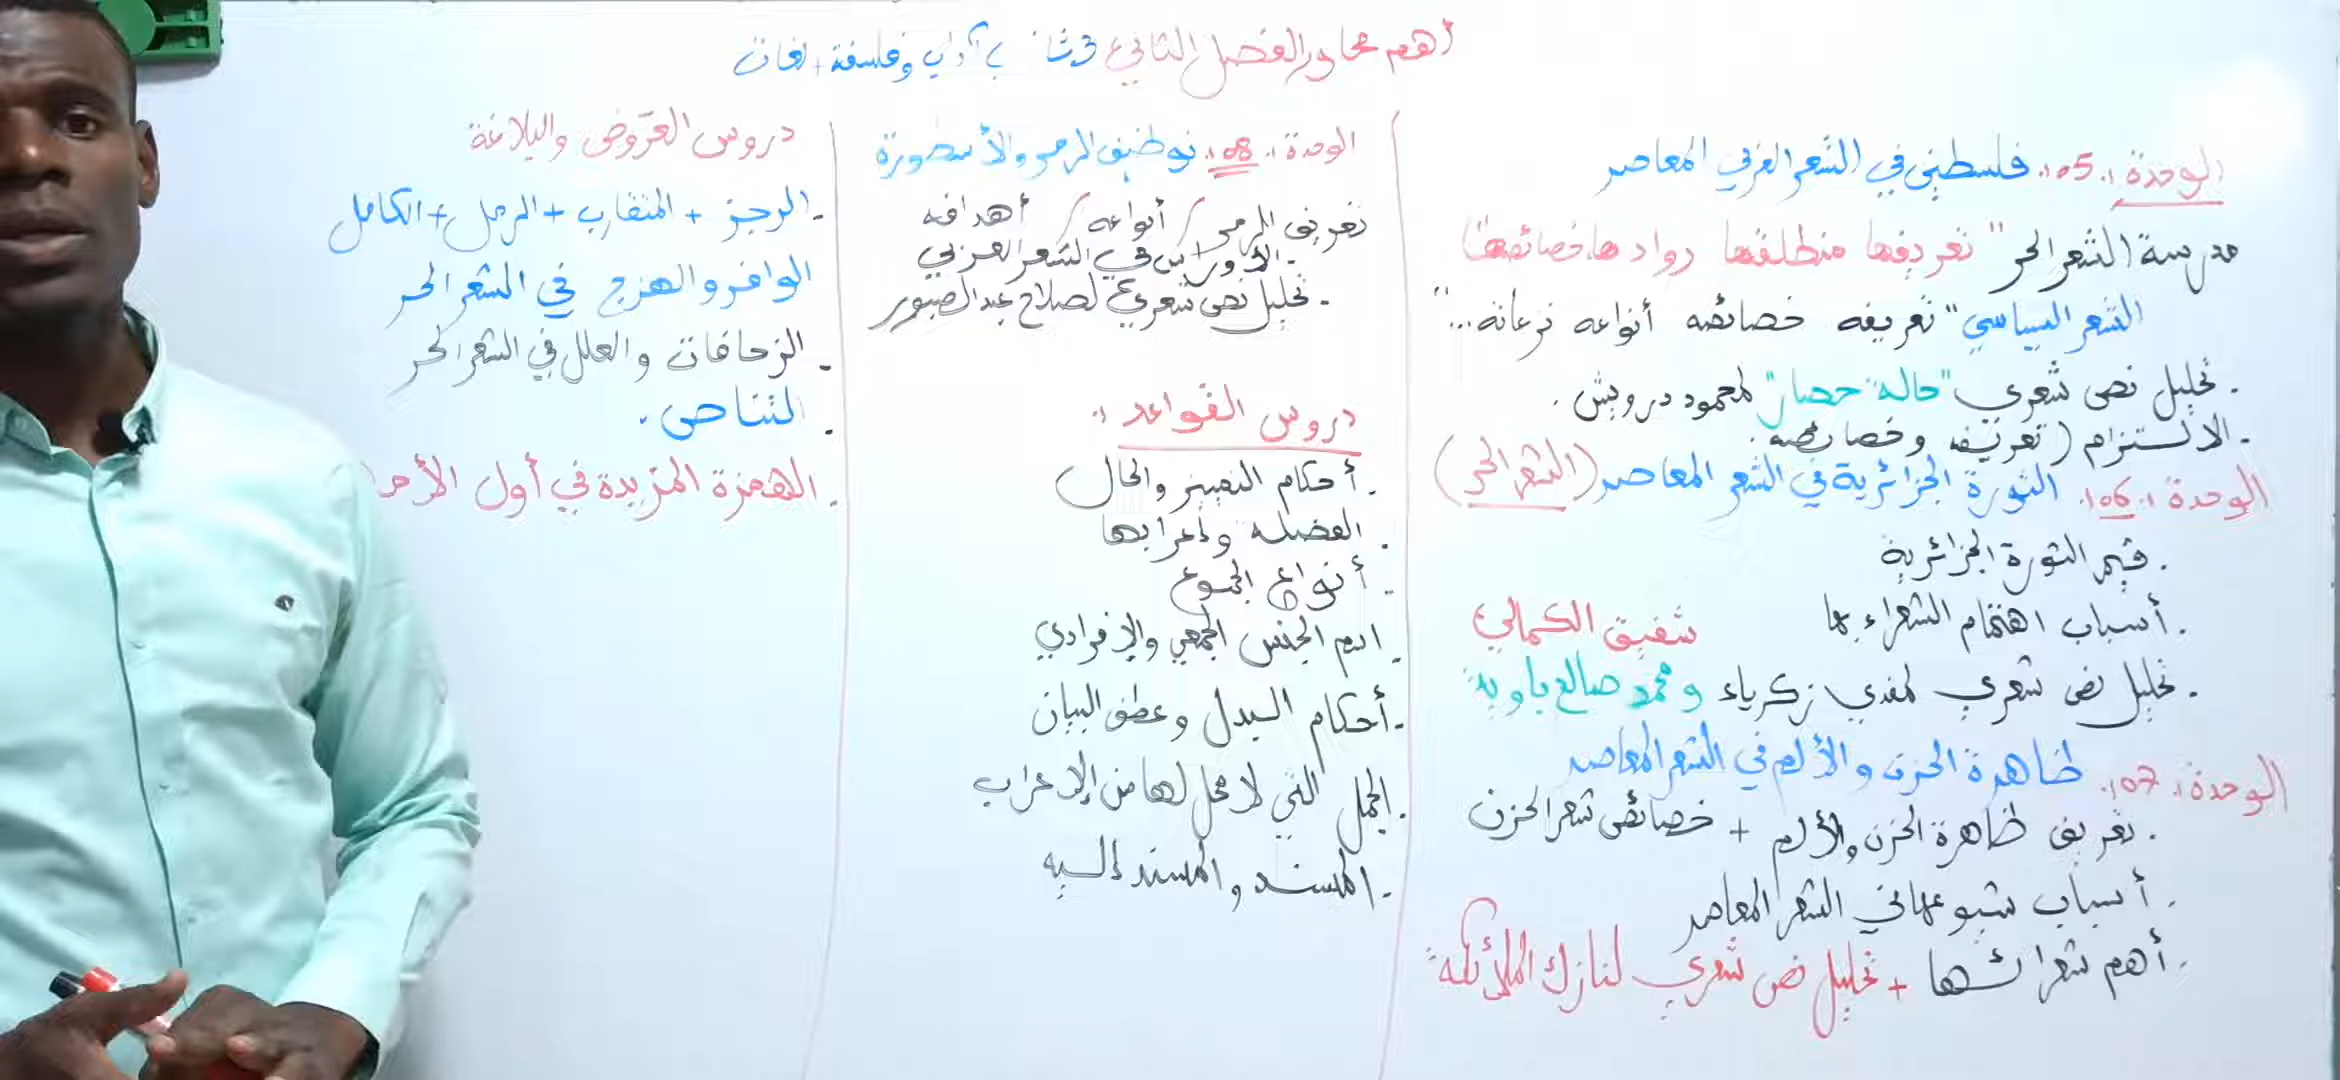 أهم محاور الفصل الثاني 3 ثا آداب وفلسفة + لغات
الوحدة 05: فلسطين في الشعر العربي المعاصر
مدرسة الشعر الحر "تعريفها منطلقها روادها خصائصها"
الشعر السياسي "تعريفه خصائصه أنواعه نزعاته..."
. تحليل نص شعري "حالة حصار" لمحمود درويش.
- الالتزام (تعريفه وخصائصه.
الوحدة 06: الثورة الجزائرية في الشعر المعاصر (الشعر الحر)
. قيم الثورة الجزائرية
. أسباب اهتمام الشعراء بها شفيق الكمالي
. تحليل نص شعري لمفدي زكرياء ومحمد صالح باوية
الوحدة 07: ظاهرة الحزن والألم في الشعر المعاصر
. تعريف ظاهرة الحزن والألم + خصائص شعر الحزن
. أسباب شيوعها في الشعر المعاصر
. أهم شعرائها + تحليل نص شعري لنازك الملائكة
الوحدة 08: توظيف الرمز والأسطورة
تعريف الرمز / أنواعه / أهدافه
- الأوراس في الشعر العربي
- تحليل نص شعري لصلاح عبد الصبور
دروس القواعد:
. أحكام التمييز والحال
. الفضلة وإعرابها
. أنواع الجموع
. اسم الجنس الجمعي والإفرادي
- أحكام البدل وعطف البيان
. الجمل التي لا محل لها من الإعراب
- المسند والمسند إليه
دروس العروض والبلاغة
- الرجز + المتقارب + الرمل + الكامل
الوافر والهزج في الشعر الحر
- الزحافات والعلل في الشعر الحر
. التناص.
. الهمزة المزيدة في أول الأمر